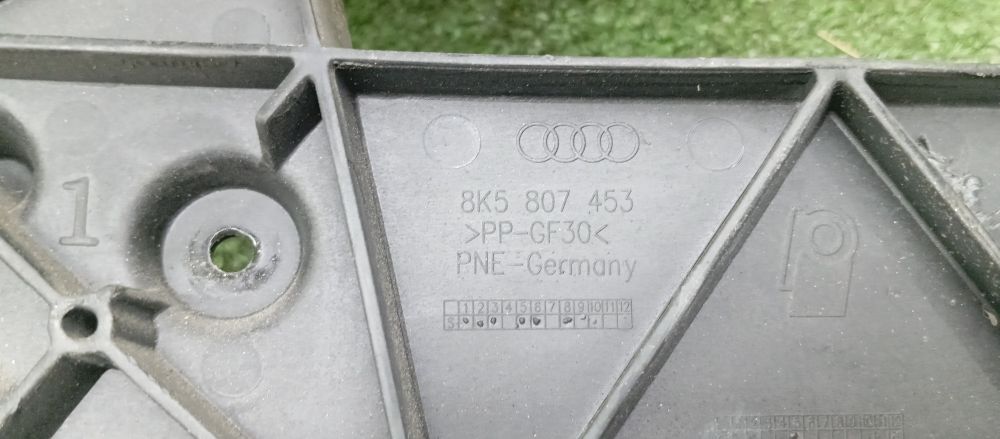 1
8K5 807 453
>PP-GF30<
PNE-Germany
1 2 3 4 5 6 7 8 9 10 11 12
S